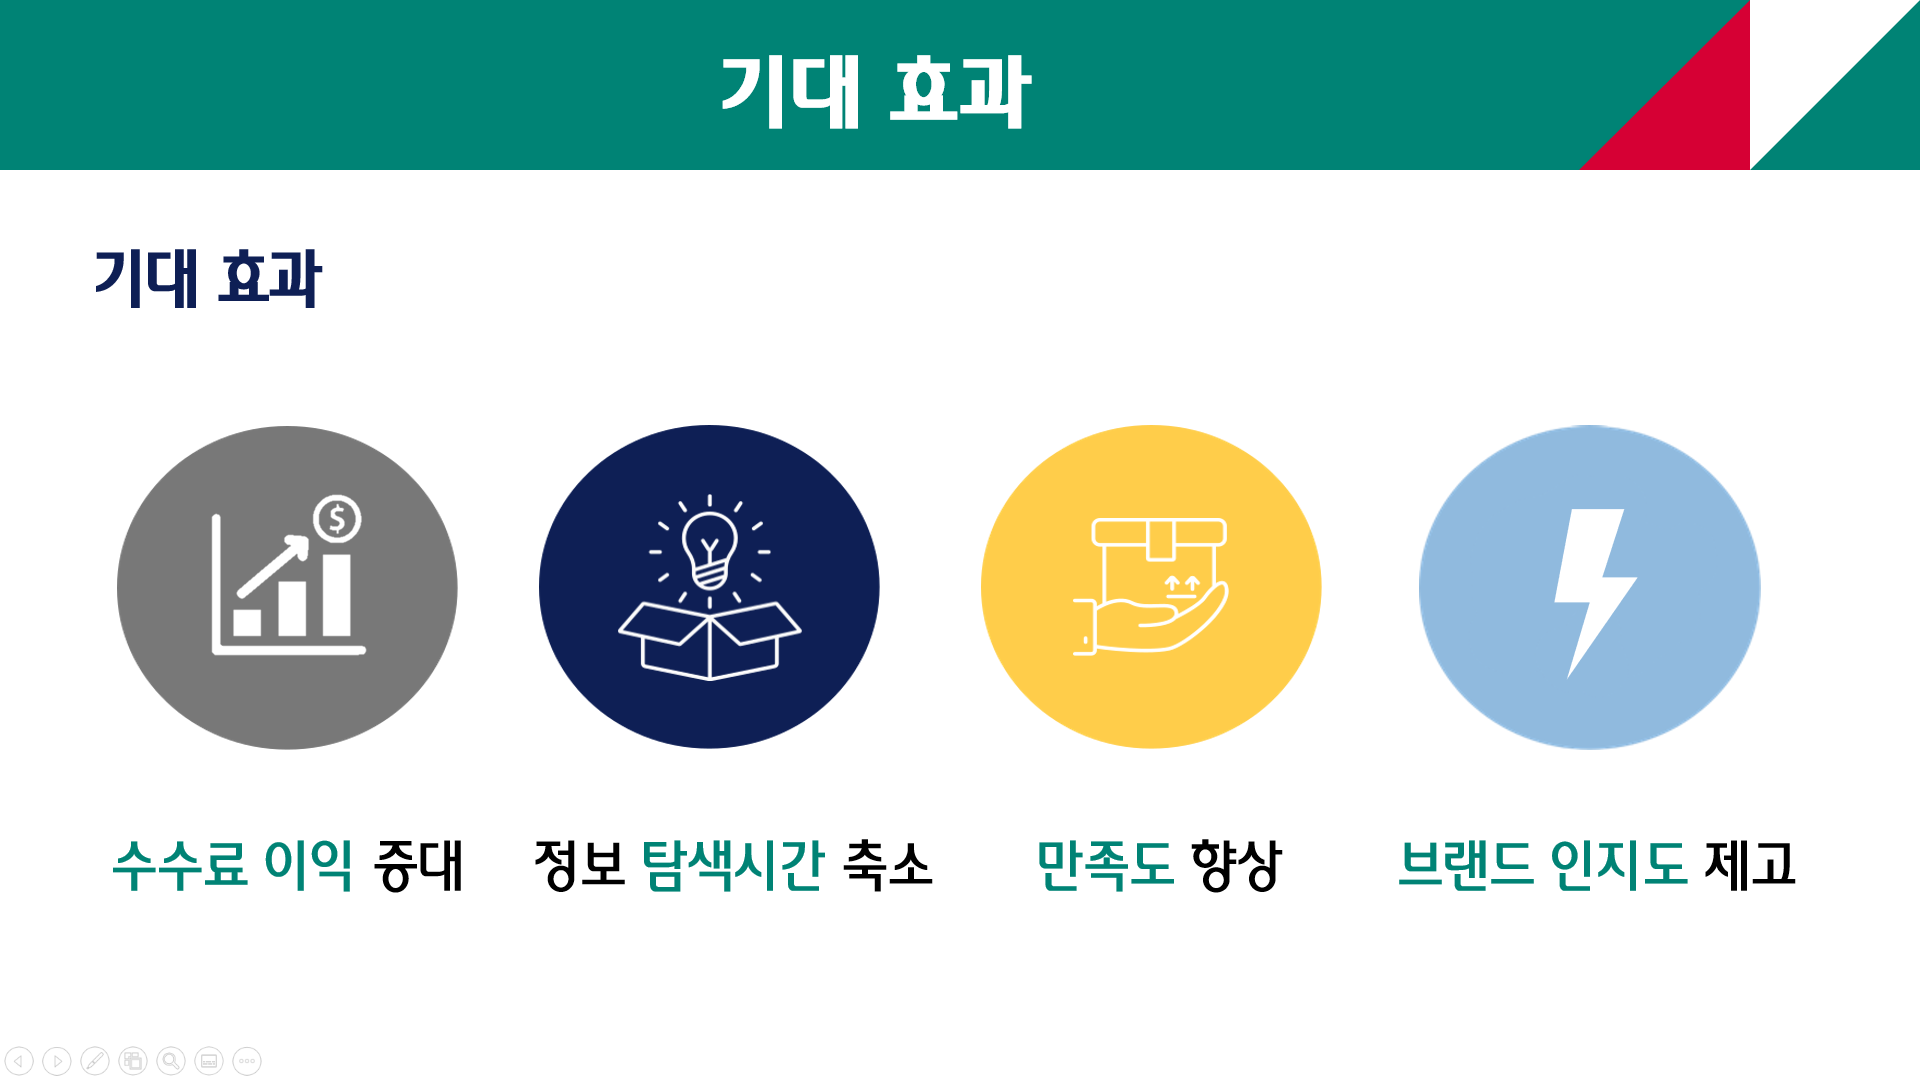 기대 효과
기대 효과
$
수수료 이익 증대
정보 탐색시간 축소
만족도 향상
브랜드 인지도 제고